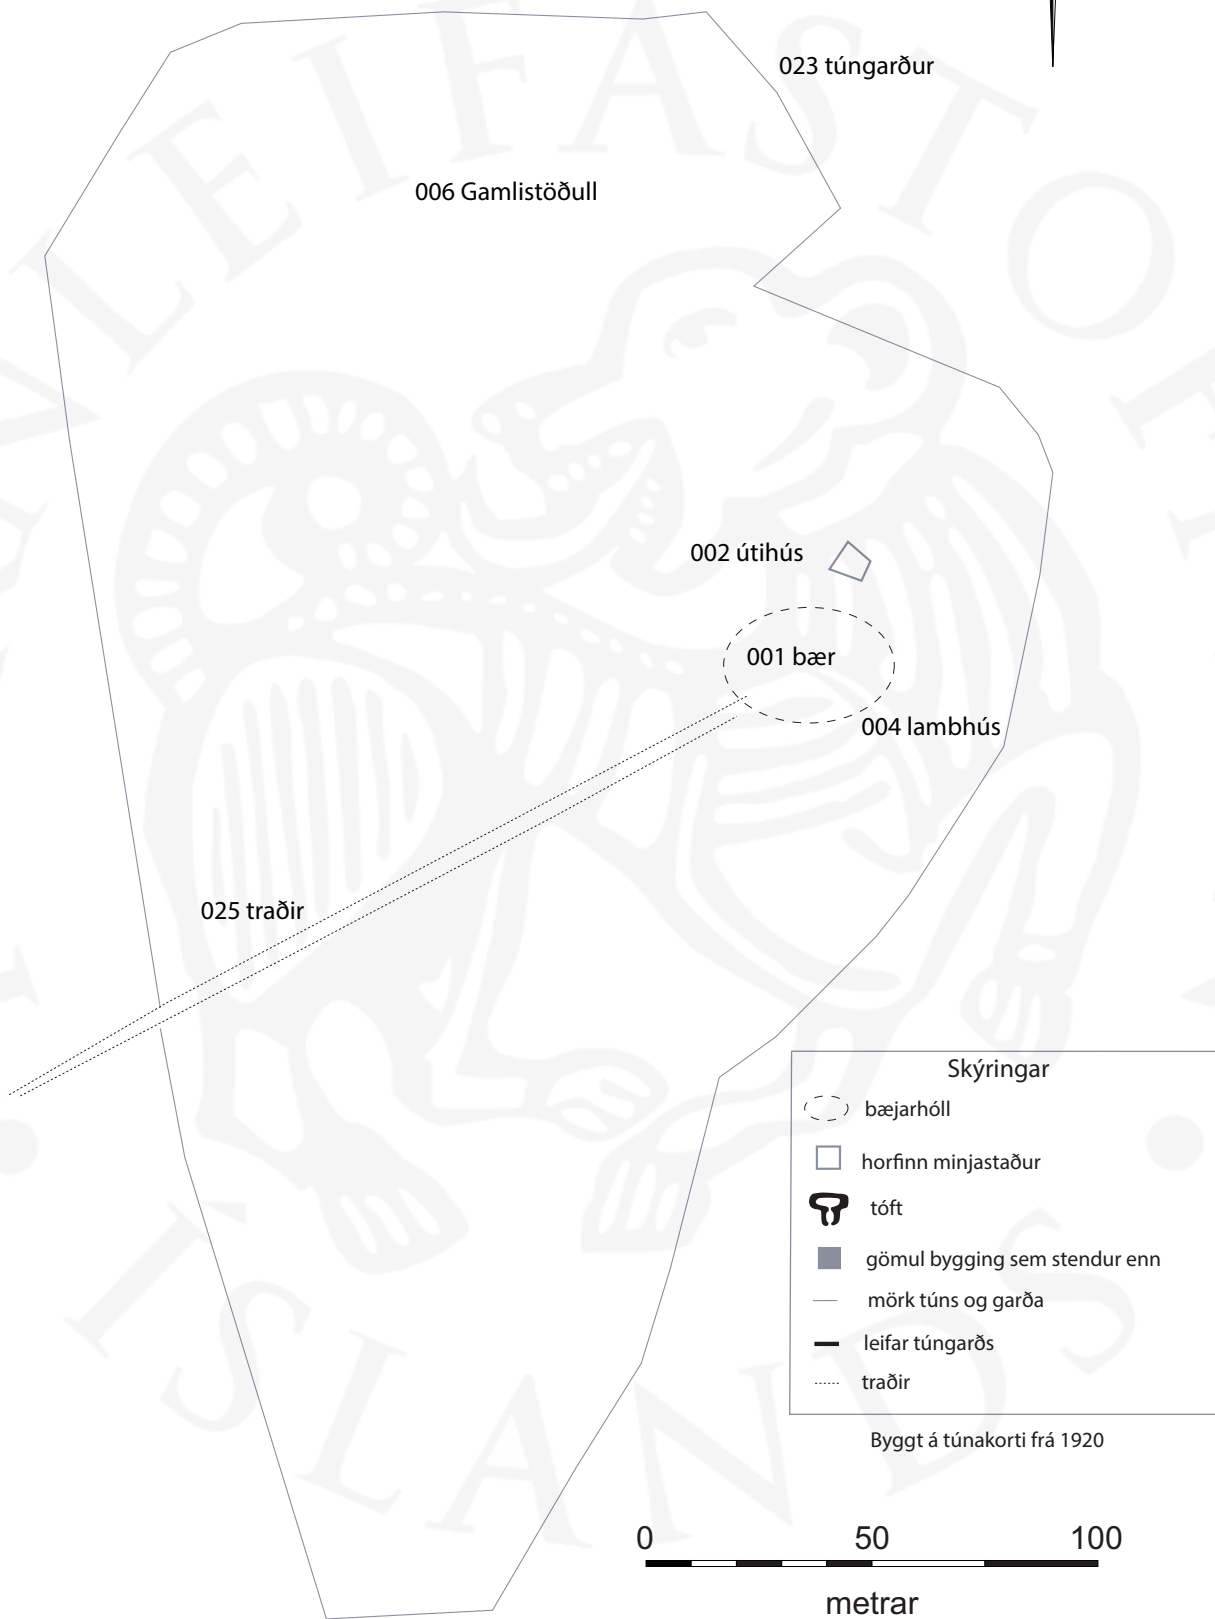 023 túngarður
006 Gamlistöðull
002 útihús
001 bær
004 lambhús
025 traðir
Skýringar
bæjarhóll
horfinn minjastaður
tóft
gömul bygging sem stendur enn
mörk túns og garða
leifar túngarðs
traðir
Byggt á túnakorti frá 1920
0 50 100
metrar